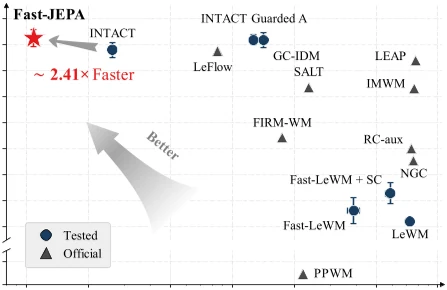 Fast-JEPA
INTACT
~ 2.41× Faster
INTACT Guarded A
GC-IDM
LeFlow
SALT
LEAP
IMWM
FIRM-WM
RC-aux
NGC
Better
Fast-LeWM + SC
Fast-LeWM
LeWM
Tested
Official
PPWM